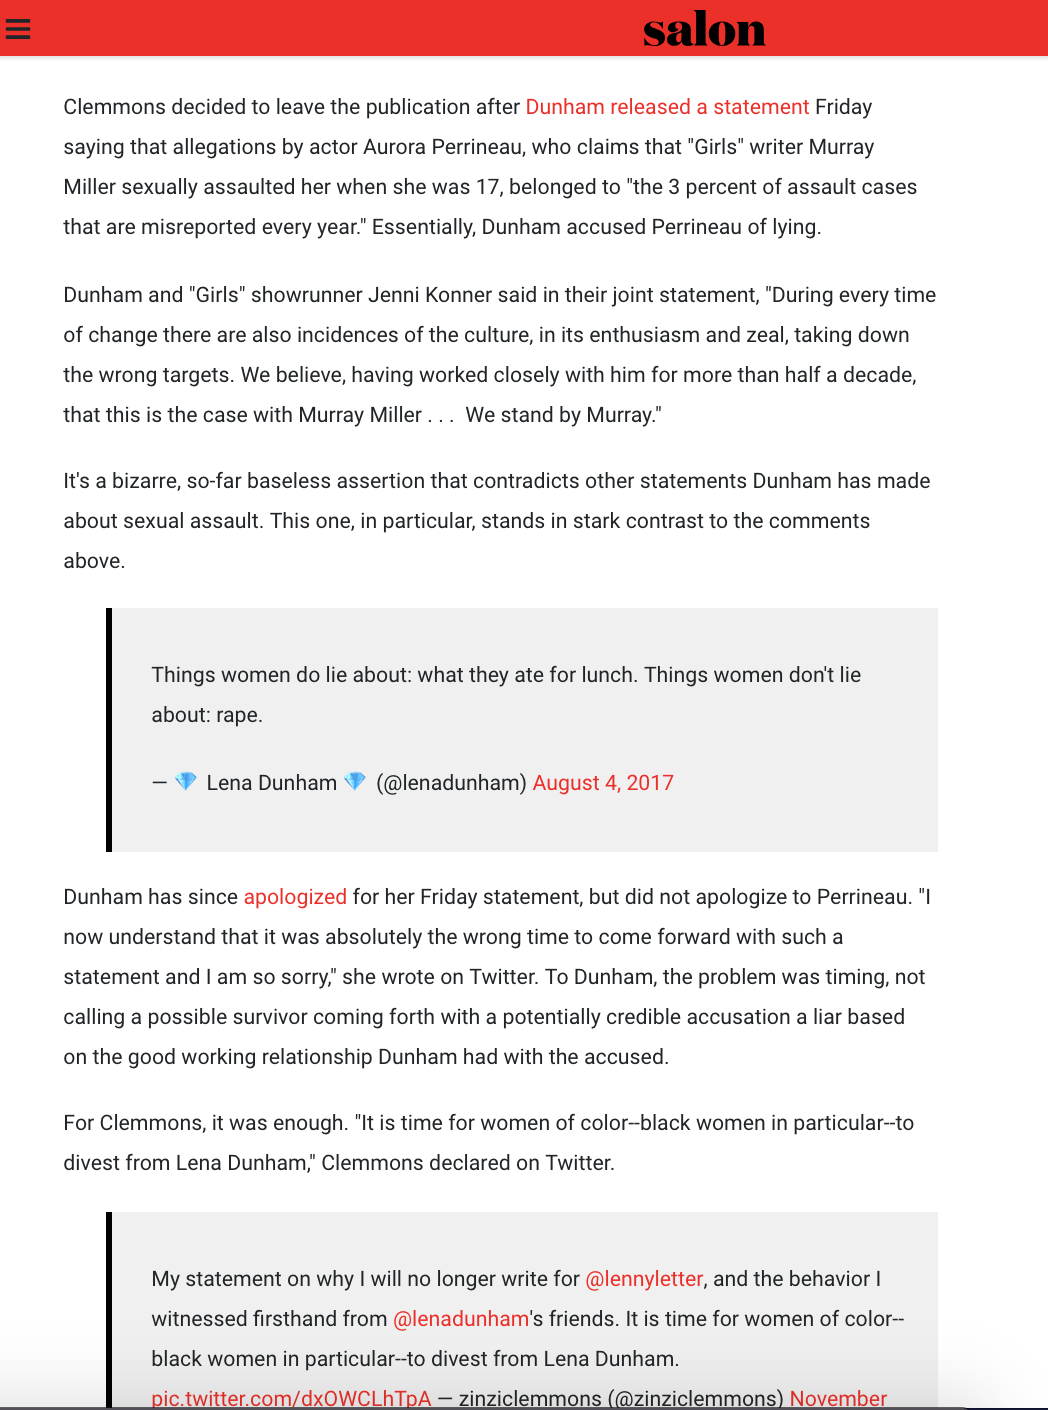 salon
Clemmons decided to leave the publication after Dunham released a statement Friday
saying that allegations by actor Aurora Perrineau, who claims that "Girls" writer Murray
Miller sexually assaulted her when she was 17, belonged to "the 3 percent of assault cases
that are misreported every year." Essentially, Dunham accused Perrineau of lying.
Dunham and "Girls" showrunner Jenni Konner said in their joint statement, "During every time
of change there are also incidences of the culture, in its enthusiasm and zeal, taking down
the wrong targets. We believe, having worked closely with him for more than half a decade,
that this is the case with Murray Miller . . .  We stand by Murray."
It's a bizarre, so-far baseless assertion that contradicts other statements Dunham has made
about sexual assault. This one, in particular, stands in stark contrast to the comments
above.
Things women do lie about: what they ate for lunch. Things women don't lie
about: rape.
— 💎 Lena Dunham 💎 (@lenadunham) August 4, 2017
Dunham has since apologized for her Friday statement, but did not apologize to Perrineau. "I
now understand that it was absolutely the wrong time to come forward with such a
statement and I am so sorry," she wrote on Twitter. To Dunham, the problem was timing, not
calling a possible survivor coming forth with a potentially credible accusation a liar based
on the good working relationship Dunham had with the accused.
For Clemmons, it was enough. "It is time for women of color--black women in particular--to
divest from Lena Dunham," Clemmons declared on Twitter.
My statement on why I will no longer write for @lennyletter, and the behavior I
witnessed firsthand from @lenadunham's friends. It is time for women of color--
black women in particular--to divest from Lena Dunham.
pic.twitter.com/dxOWCLhTpA — zinziclemmons (@zinziclemmons) November